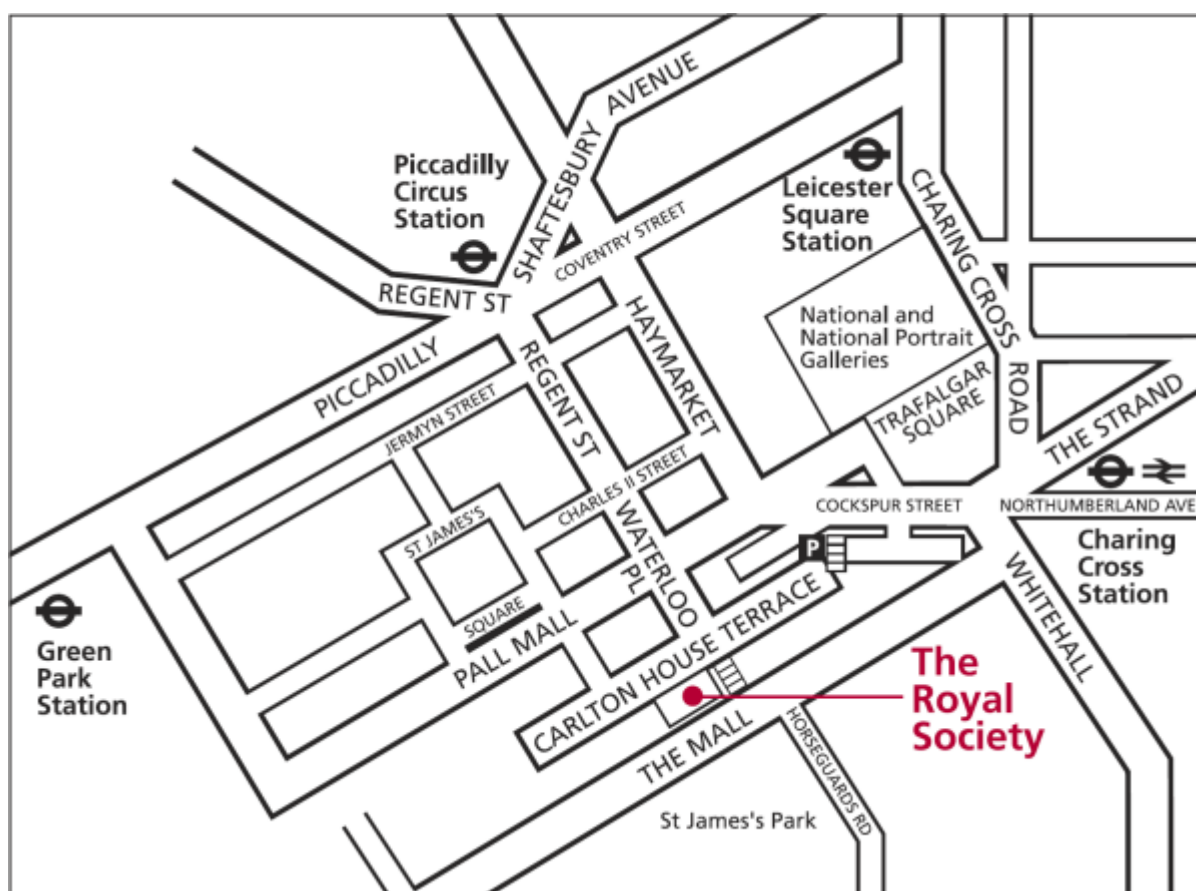 SHAFTESBURY AVENUE
Piccadilly
Circus
Station
Leicester
Square
Station
CHARING CROSS
ROAD
COVENTRY STREET
REGENT ST
HAYMARKET
National and
National Portrait
Galleries
PICCADILLY
REGENT ST
TRAFALGAR
SQUARE
JERMYN STREET
THE STRAND
CHARLES II STREET
COCKSPUR STREET
NORTHUMBERLAND AVE
ST JAMES'S
SQUARE
WATERLOO
PL
P
Charing
Cross
Station
WHITEHALL
Green
Park
Station
PALL MALL
CARLTON HOUSE TERRACE
The
Royal
Society
THE MALL
HORSEGUARDS RD
St James's Park